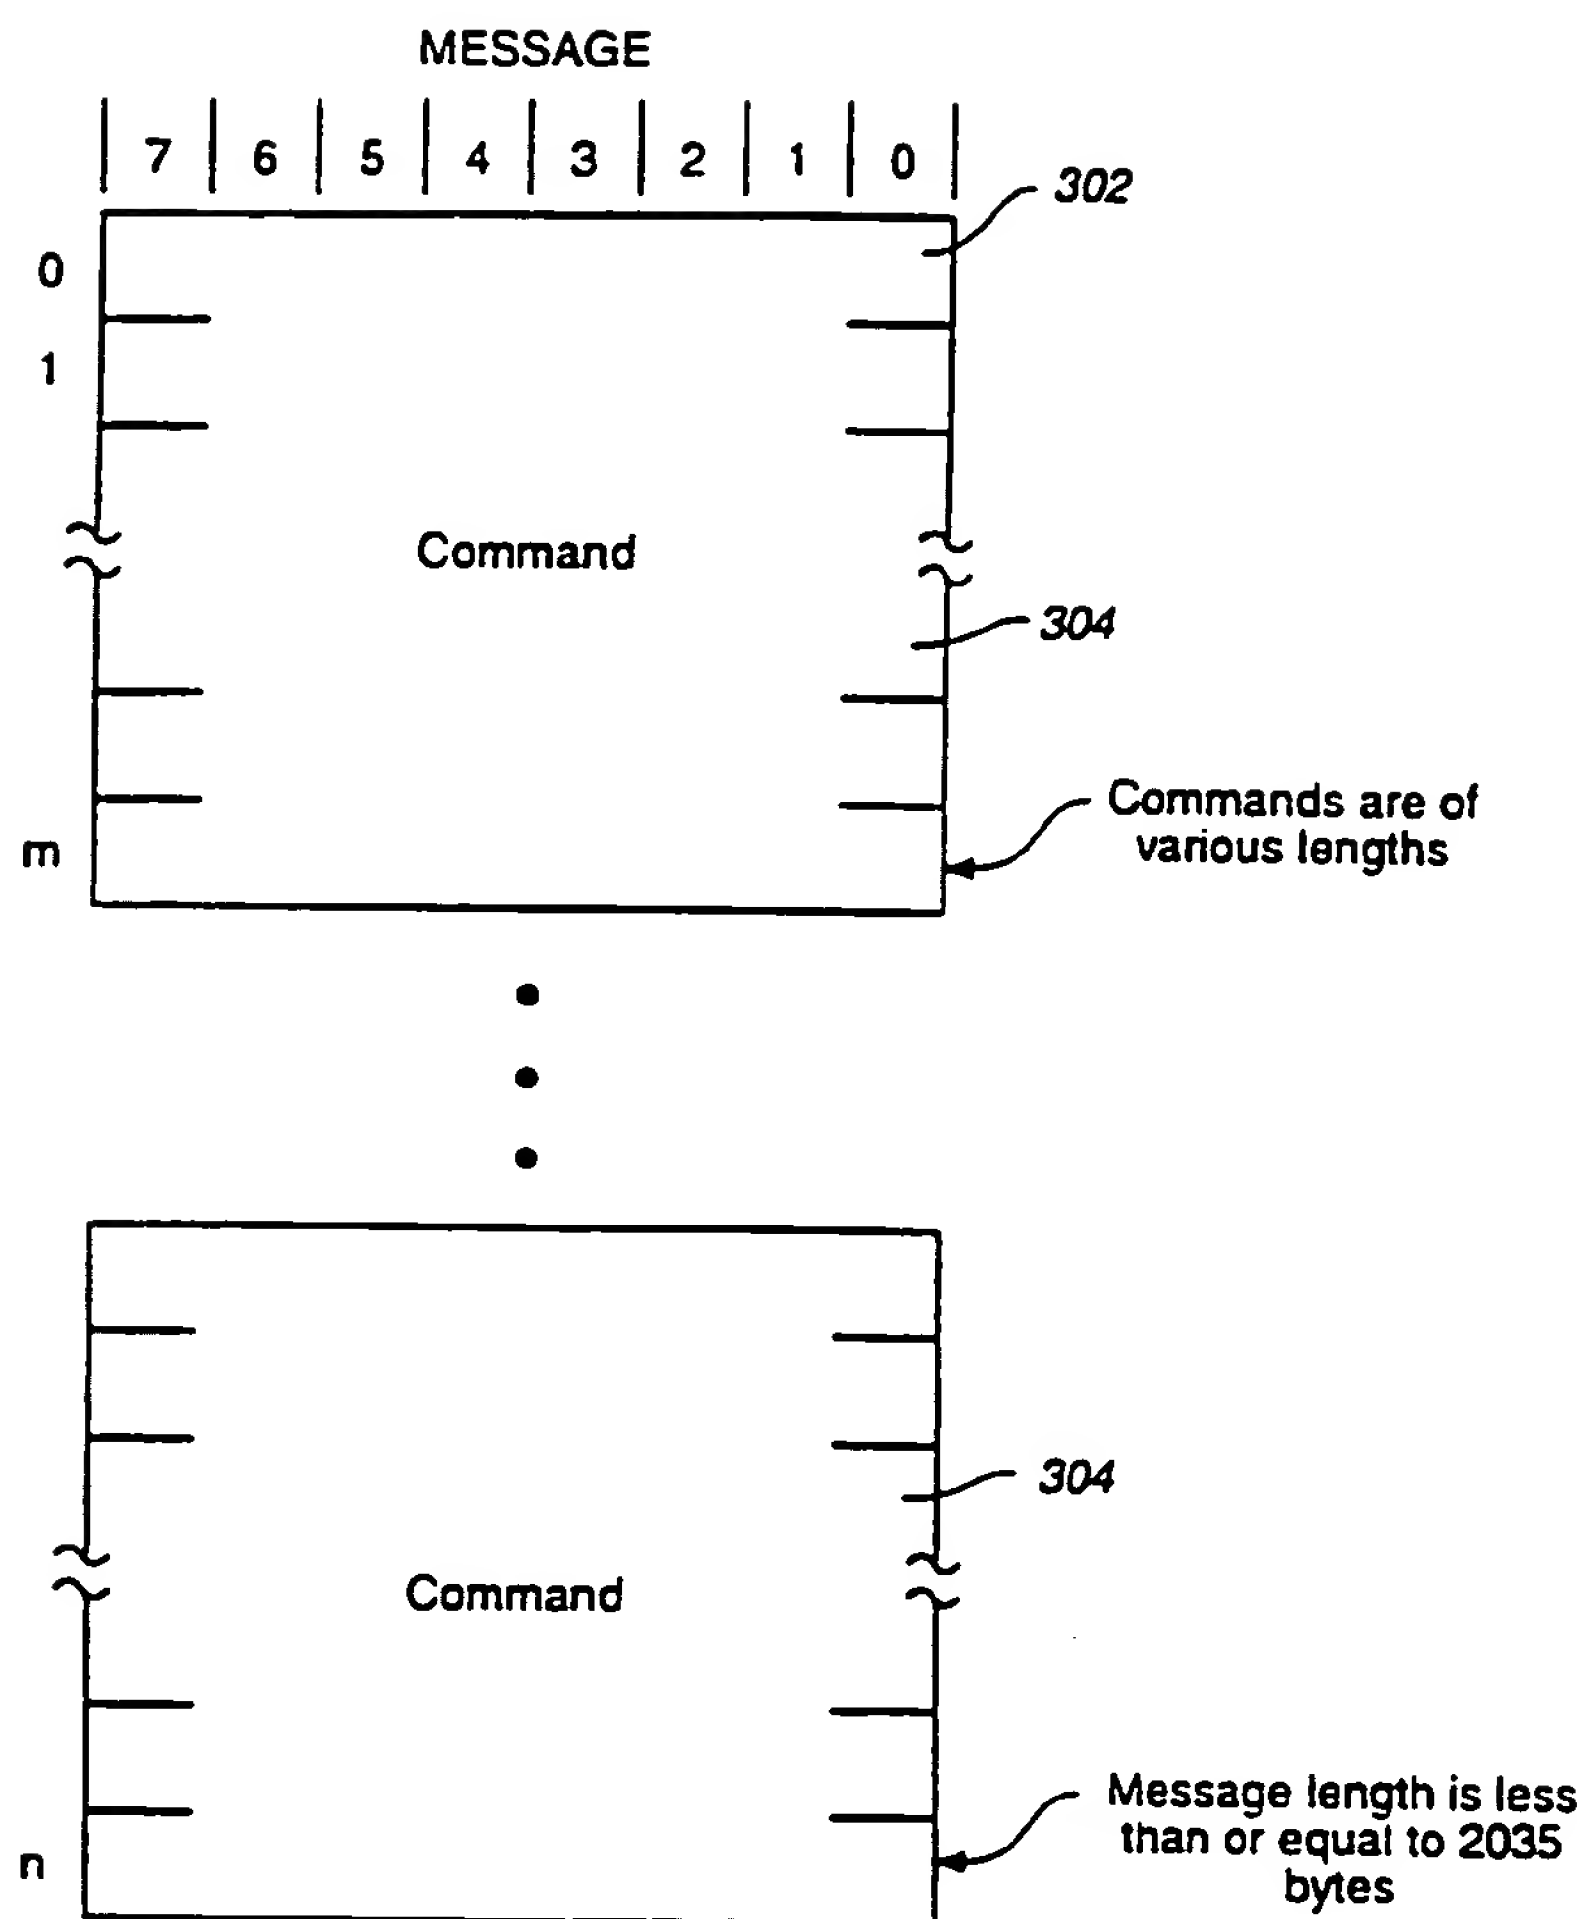 MESSAGE
7 6 5 4 3 2 1 0
302
0
1
Command
304
Commands are of
various lengths
m
304
Command
Message length is less
than or equal to 2035
bytes
n